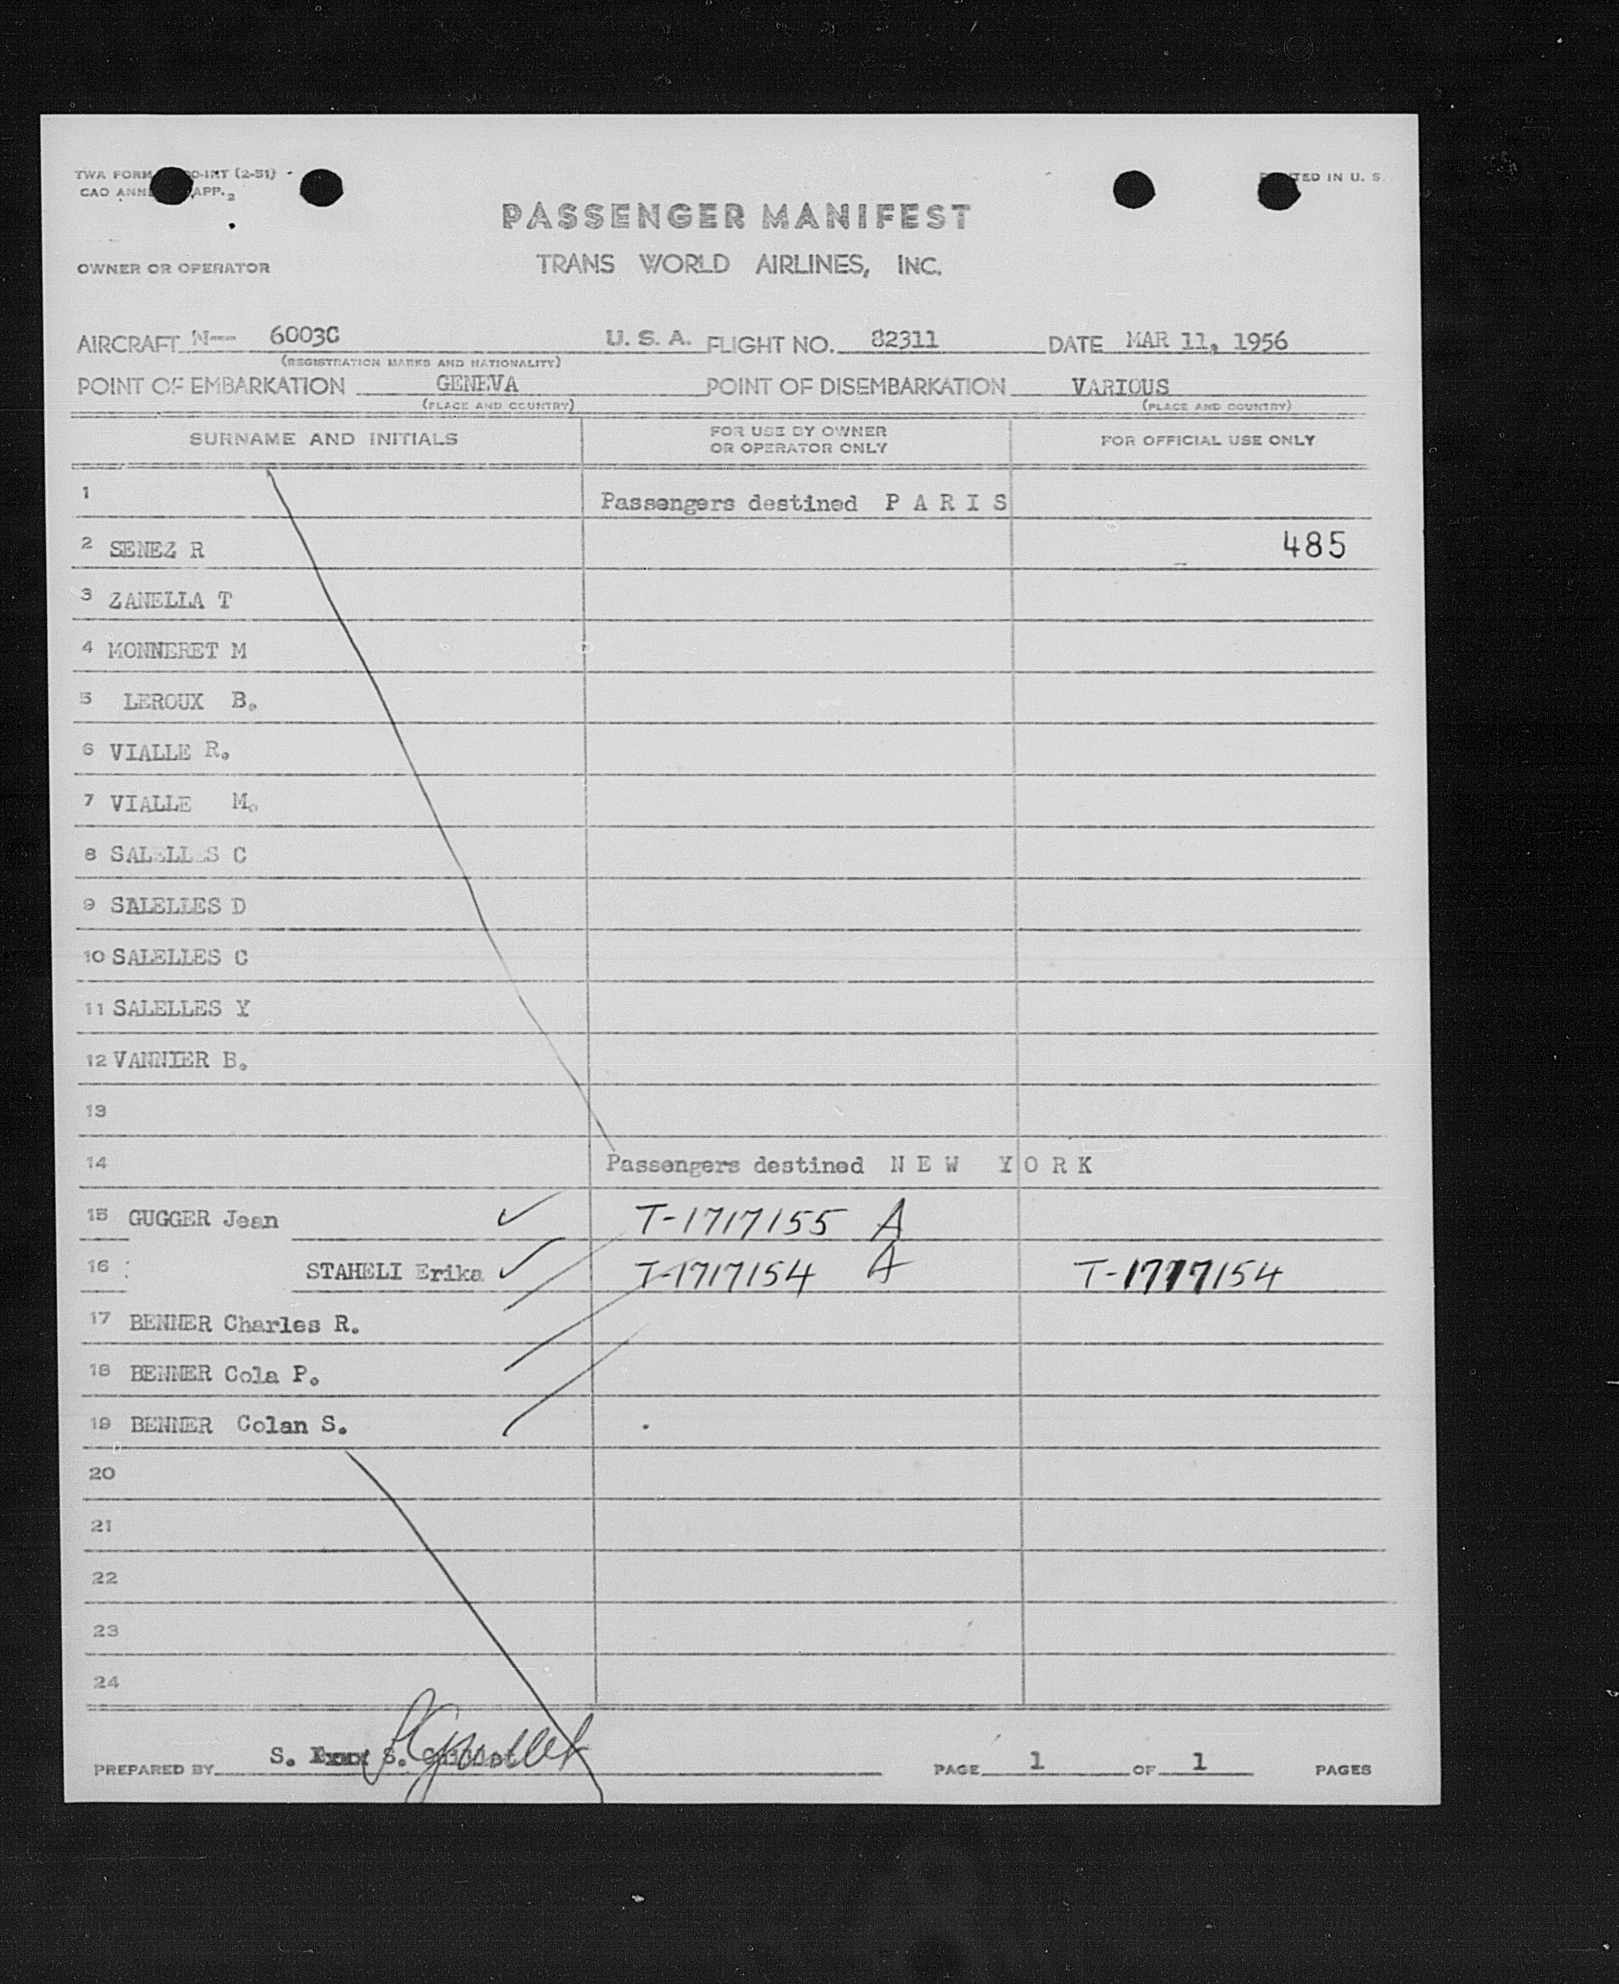 TWA FORM O-INT (2-51)
CAO APP. 2
PRINTED IN U. S.
PASSENGER MANIFEST
OWNER OR OPERATOR TRANS WORLD AIRLINES, INC.
AIRCRAFT N-- 6003C U. S. A. FLIGHT NO. 82311 DATE MAR 11, 1956
(REGISTRATION MARKS AND NATIONALITY)
POINT OF EMBARKATION GENEVA POINT OF DISEMBARKATION VARIOUS
(PLACE AND COUNTRY) (PLACE AND COUNTRY)
SURNAME AND INITIALS FOR USE BY OWNER OR OPERATOR ONLY FOR OFFICIAL USE ONLY
1 Passengers destined P A R I S
2 SENEZ R 485
3 ZANELLA T
4 MONNERET M
5 LEROUX B.
6 VIALLE R.
7 VIALLE M.
8 SALELLES C
9 SALELLES D
10 SALELLES C
11 SALELLES Y
12 VANNIER B.
13
14 Passengers destined N E W Y O R K
15 GUGGER Jean T-1717155 A
16 STAHELI Erika T-1717154 A T-1717154
17 BENNER Charles R.
18 BENNER Cola P.
19 BENNER Colan S.
20
21
22
23
24
PREPARED BY S. S. PAGE 1 OF 1 PAGES